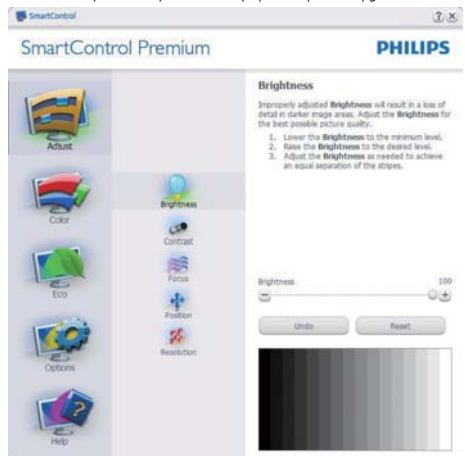 SmartControl
SmartControl Premium
PHILIPS
Adjust
Color
Eco
Options
Help
Brightness
Contrast
Focus
Position
Resolution
Brightness
Improperly adjusted Brightness will result in a loss of
detail in darker image areas. Adjust the Brightness for
the best possible picture quality.
1. Lower the Brightness to the minimum level.
2. Raise the Brightness to the desired level.
3. Adjust the Brightness as needed to achieve
an equal separation of the stripes.
Brightness 100
Undo Reset